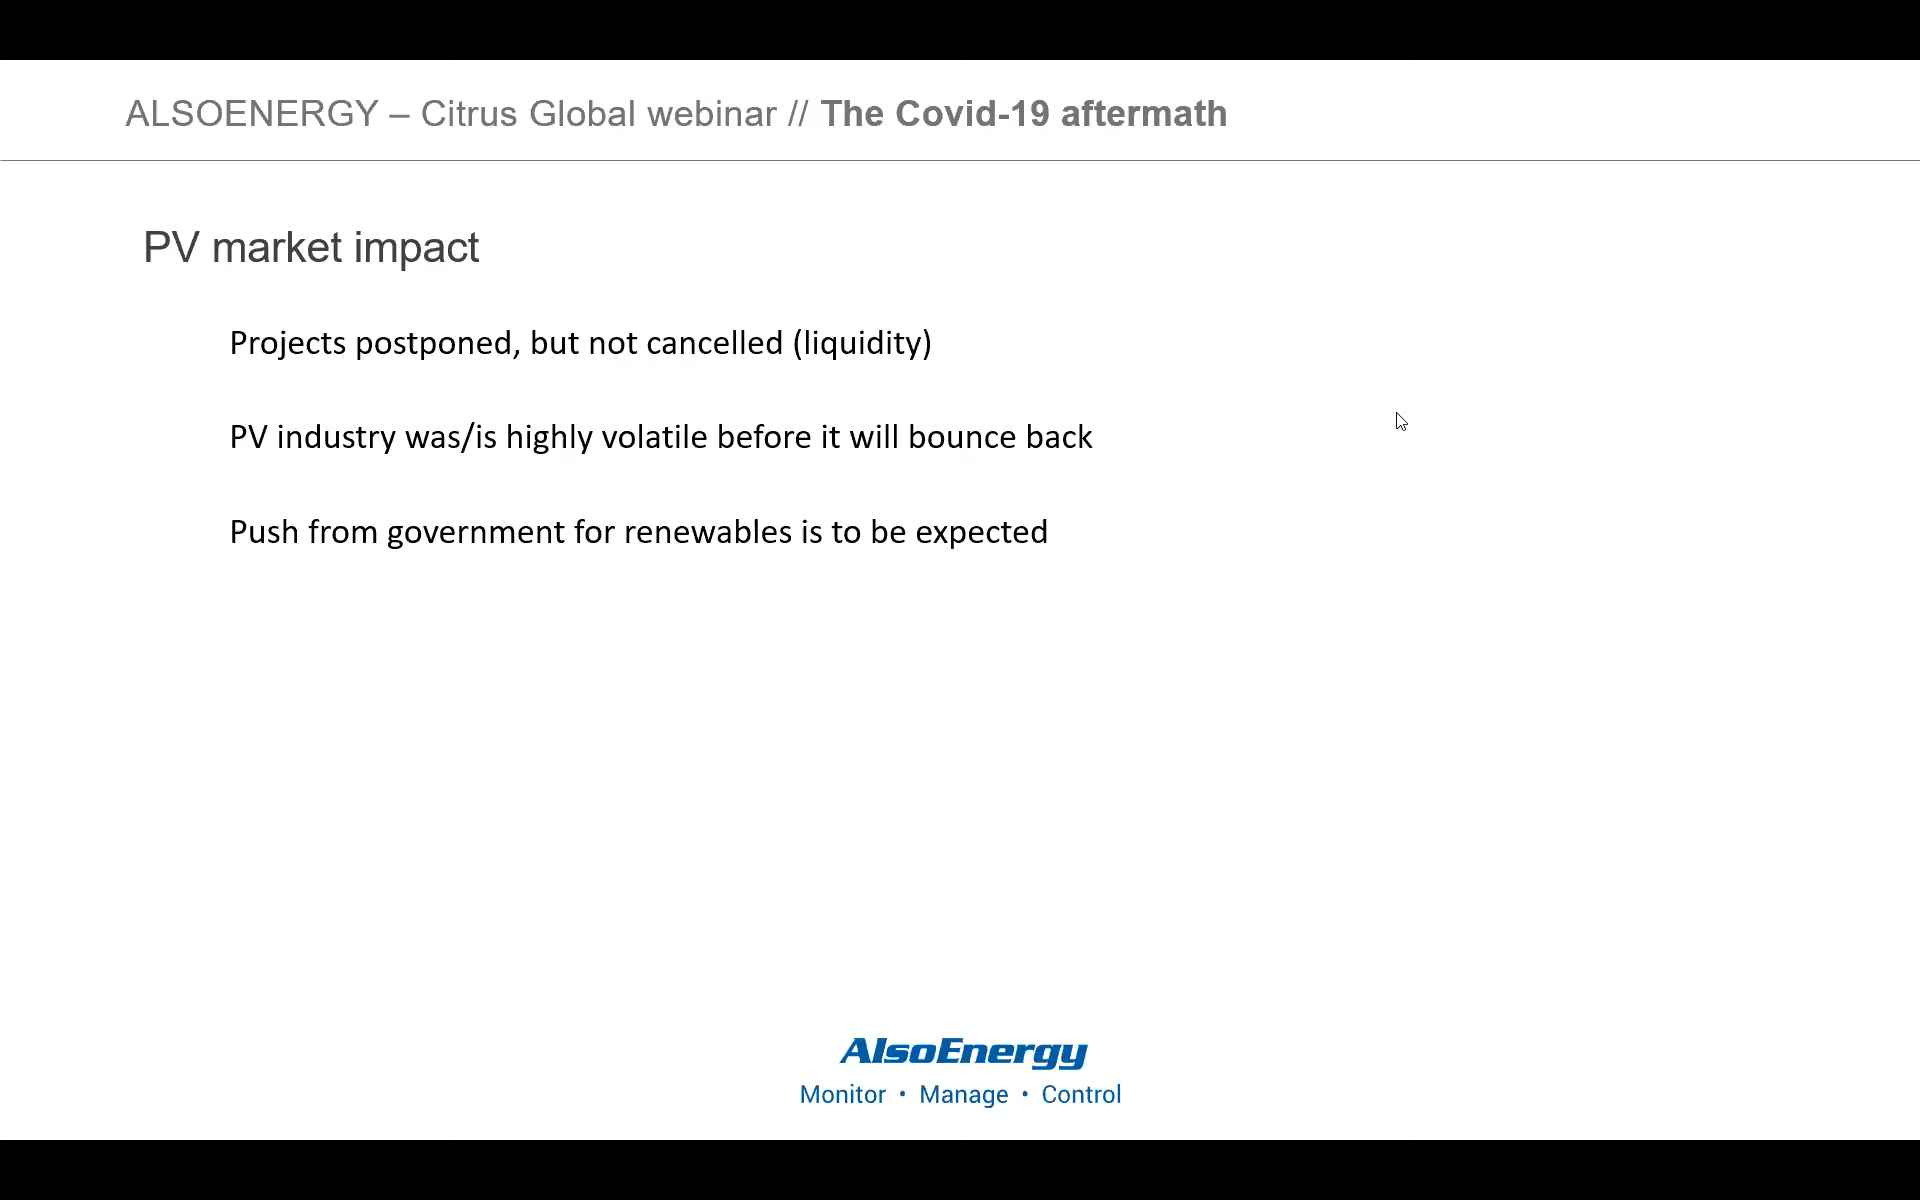 ALSOENERGY – Citrus Global webinar // The Covid-19 aftermath
PV market impact
Projects postponed, but not cancelled (liquidity)
PV industry was/is highly volatile before it will bounce back
Push from government for renewables is to be expected
AlsoEnergy
Monitor • Manage • Control